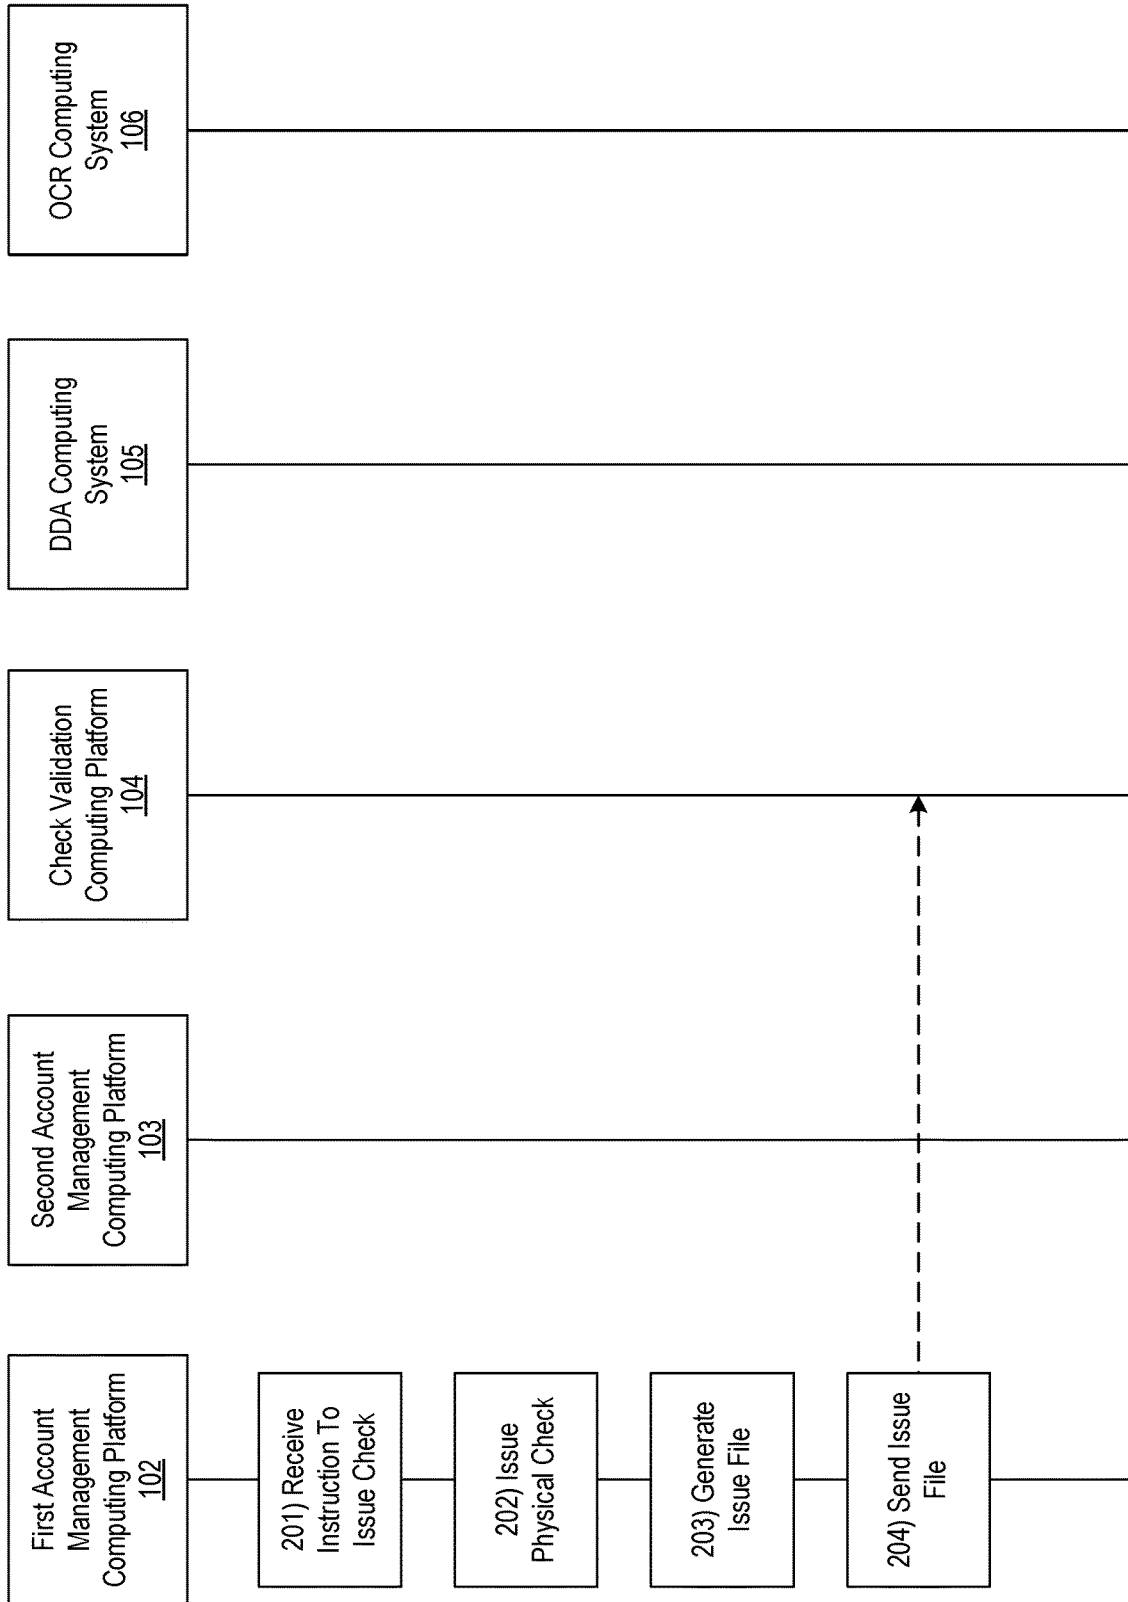 First Account
Management
Computing Platform
102
Second Account
Management
Computing Platform
103
Check Validation
Computing Platform
104
DDA Computing
System
105
OCR Computing
System
106
201) Receive
Instruction To
Issue Check
202) Issue
Physical Check
203) Generate
Issue File
204) Send Issue
File